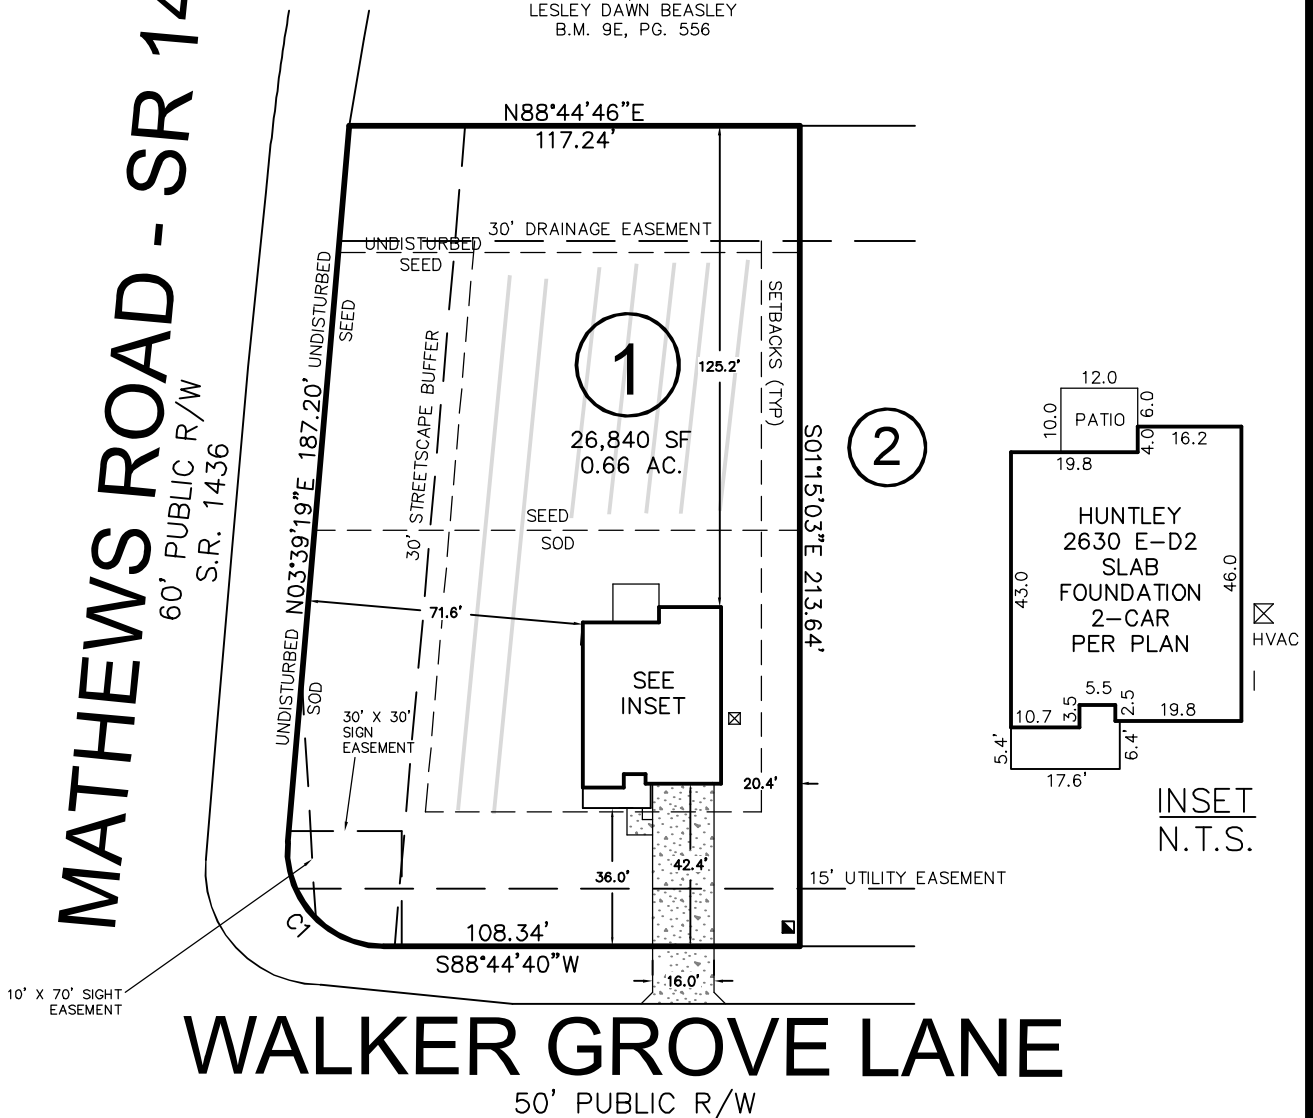 LESLEY DAWN BEASLEY
B.M. 9E, PG. 556
N88°44'46"E
117.24'
30' DRAINAGE EASEMENT
UNDISTURBED
SEED
UNDISTURBED
SEED
SETBACKS (TYP)
30' STREETSCAPE BUFFER
125.2'
1
26,840 SF
0.66 AC.
2
MATHEWS ROAD - SR 14
60' PUBLIC R/W
S.R. 1436
N03°39'19"E 187.20'
S01°15'03"E 213.64'
SEED
SOD
71.6'
SEE
INSET
UNDISTURBED
SOD
30' X 30'
SIGN
EASEMENT
20.4'
36.0'
42.4'
15' UTILITY EASEMENT
C1
108.34'
S88°44'40"W
16.0'
10' X 70' SIGHT
EASEMENT
WALKER GROVE LANE
50' PUBLIC R/W
12.0
10.0
PATIO
6.0
4.0
16.2
19.8
HUNTLEY
2630 E-D2
SLAB
FOUNDATION
2-CAR
PER PLAN
43.0
46.0
HVAC
5.5
10.7
3.5
2.5
19.8
5.4'
6.4'
17.6'
INSET
N.T.S.